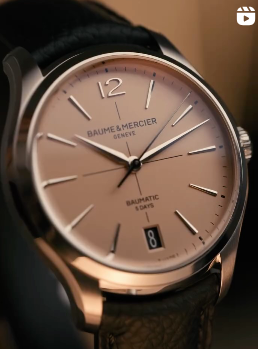 12
BAUME & MERCIER
GENEVE
BAUMATIC
5 DAYS
8